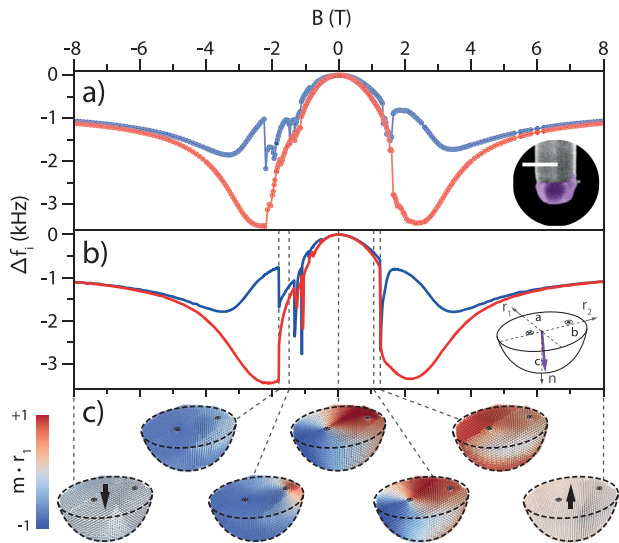 B (T)
-8 -6 -4 -2 0 2 4 6 8
a)
0
-1
-2
-3
Δfᵢ (kHz)
b)
0
-1
-2
-3
r₁ a r₂
b
c
n
c)
+1
m · r₁
-1